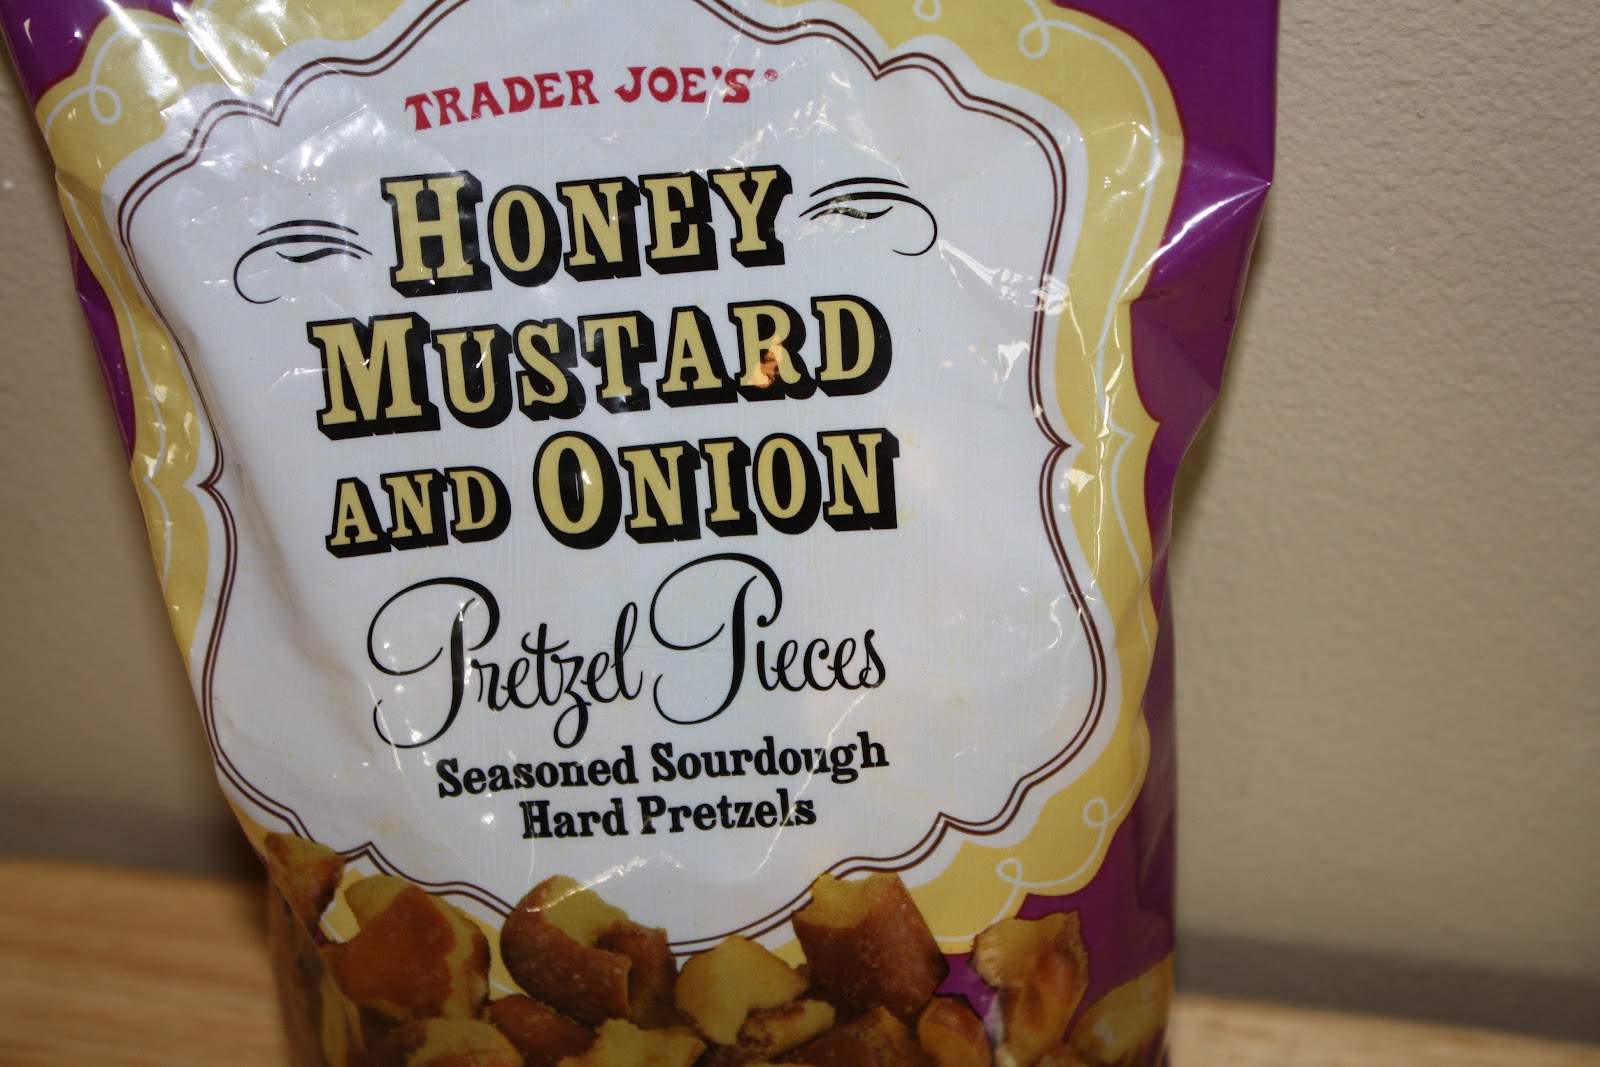 TRADER JOE'S®
HONEY
MUSTARD
AND ONION
Pretzel Pieces
Seasoned Sourdough
Hard Pretzels